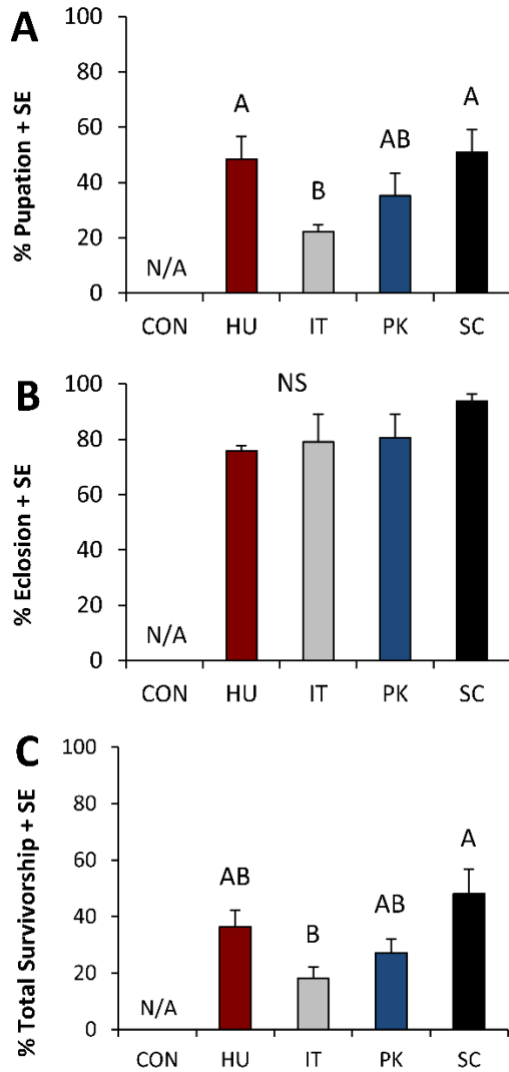 A
% Pupation + SE
100
80
60
40
20
0
N/A
A
B
AB
A
CON HU IT PK SC
B
% Eclosion + SE
100
80
60
40
20
0
NS
N/A
CON HU IT PK SC
C
% Total Survivorship + SE
100
80
60
40
20
0
N/A
AB
B
AB
A
CON HU IT PK SC